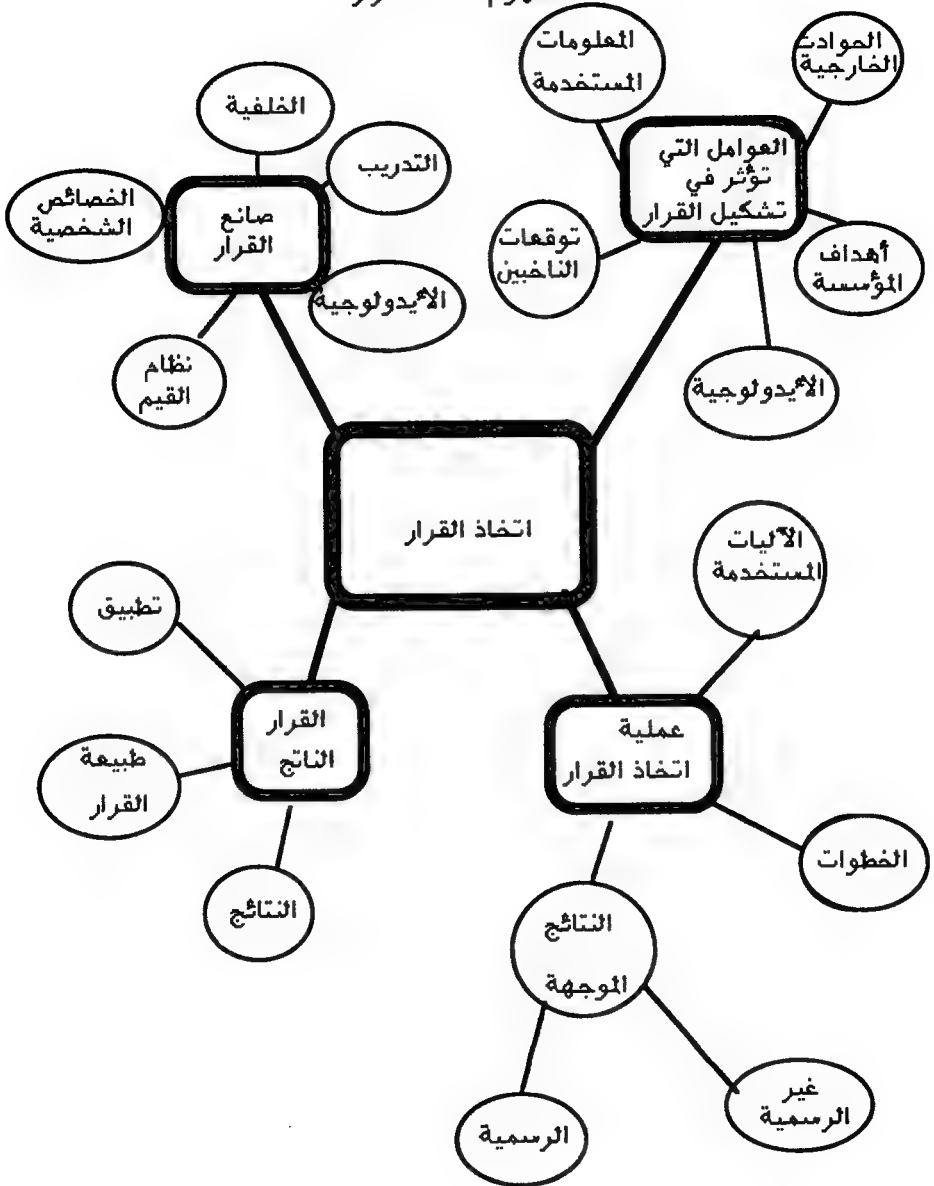 المعلومات
المستخدمة
الحوادث
الخارجية
العوامل التي
تؤثر في
تشكيل القرار
توقعات
الناخبين
أهداف
المؤسسة
الأيدولوجية
الخلفية
التدريب
الخصائص
الشخصية
صانع
القرار
الأيدولوجية
نظام
القيم
اتخاذ القرار
الآليات
المستخدمة
عملية
اتخاذ القرار
الخطوات
النتائج
الموجهة
غير
الرسمية
الرسمية
تطبيق
القرار
الناتج
طبيعة
القرار
النتائج